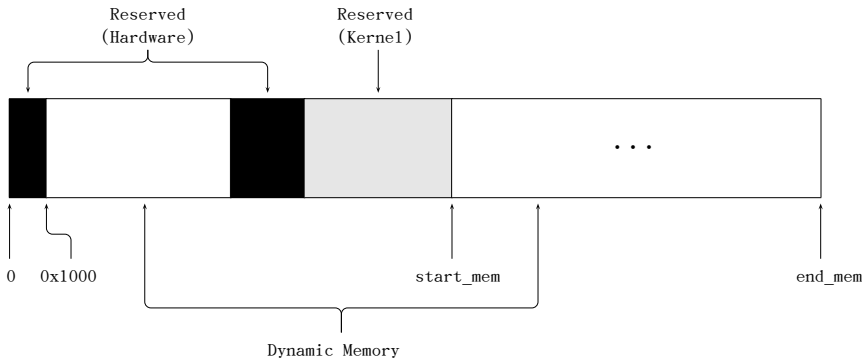 Reserved
(Hardware)
Reserved
(Kernel)
...
0
0x1000
start_mem
end_mem
Dynamic Memory